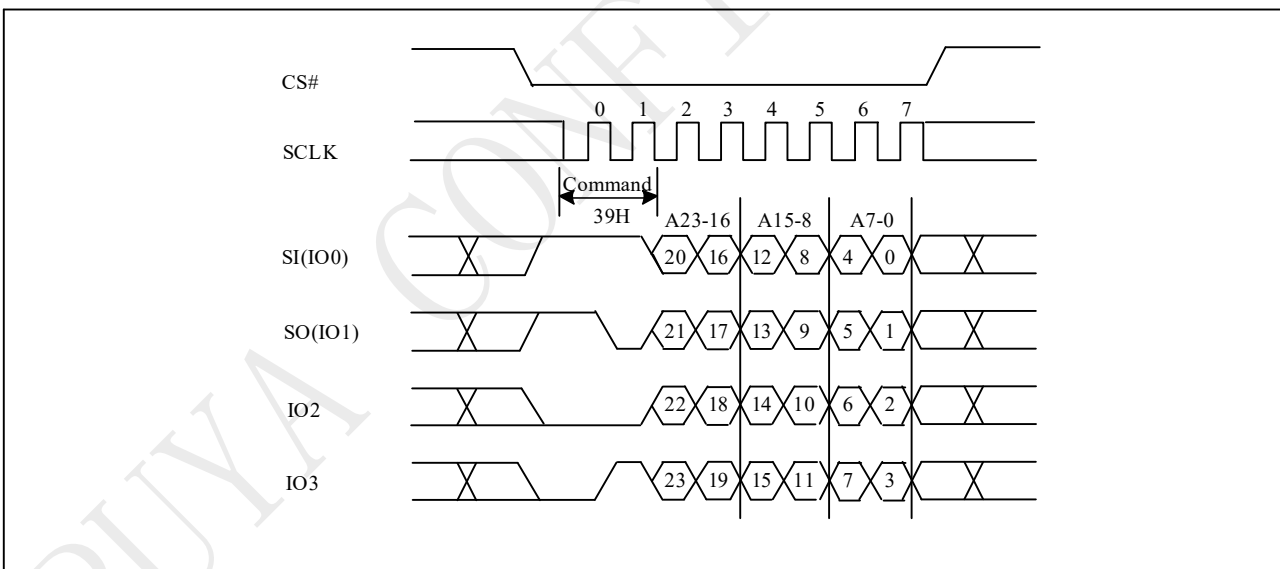 CS#
0 1 2 3 4 5 6 7
SCLK
Command
39H
A23-16 A15-8 A7-0
SI(IO0)
20 16 12 8 4 0
SO(IO1)
21 17 13 9 5 1
IO2
22 18 14 10 6 2
IO3
23 19 15 11 7 3
PUYA CONF